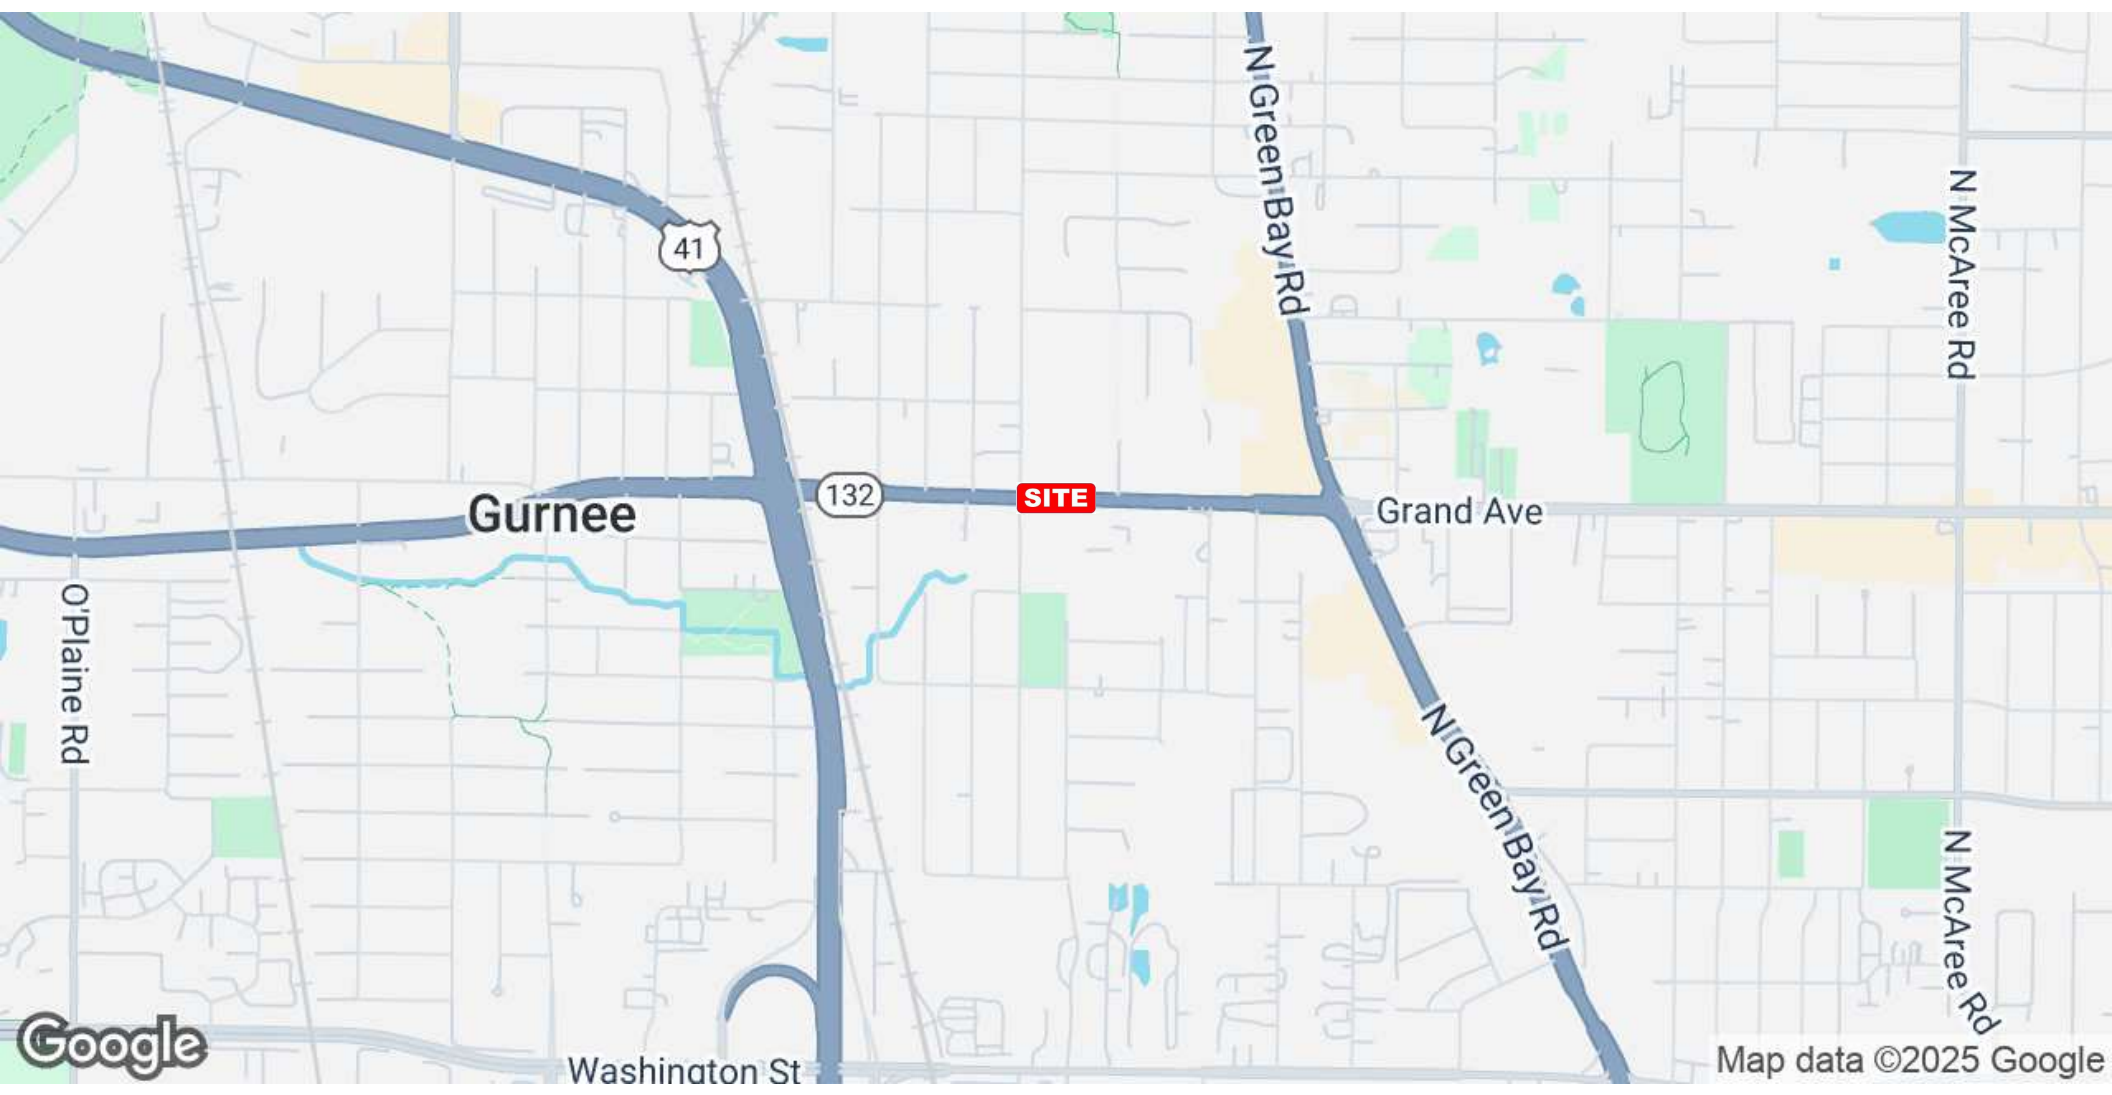 N Green Bay Rd
N McAree Rd
41
132
SITE
Gurnee
Grand Ave
O'Plaine Rd
N Green Bay Rd
N McAree Rd
Google
Washington St
Map data ©2025 Google